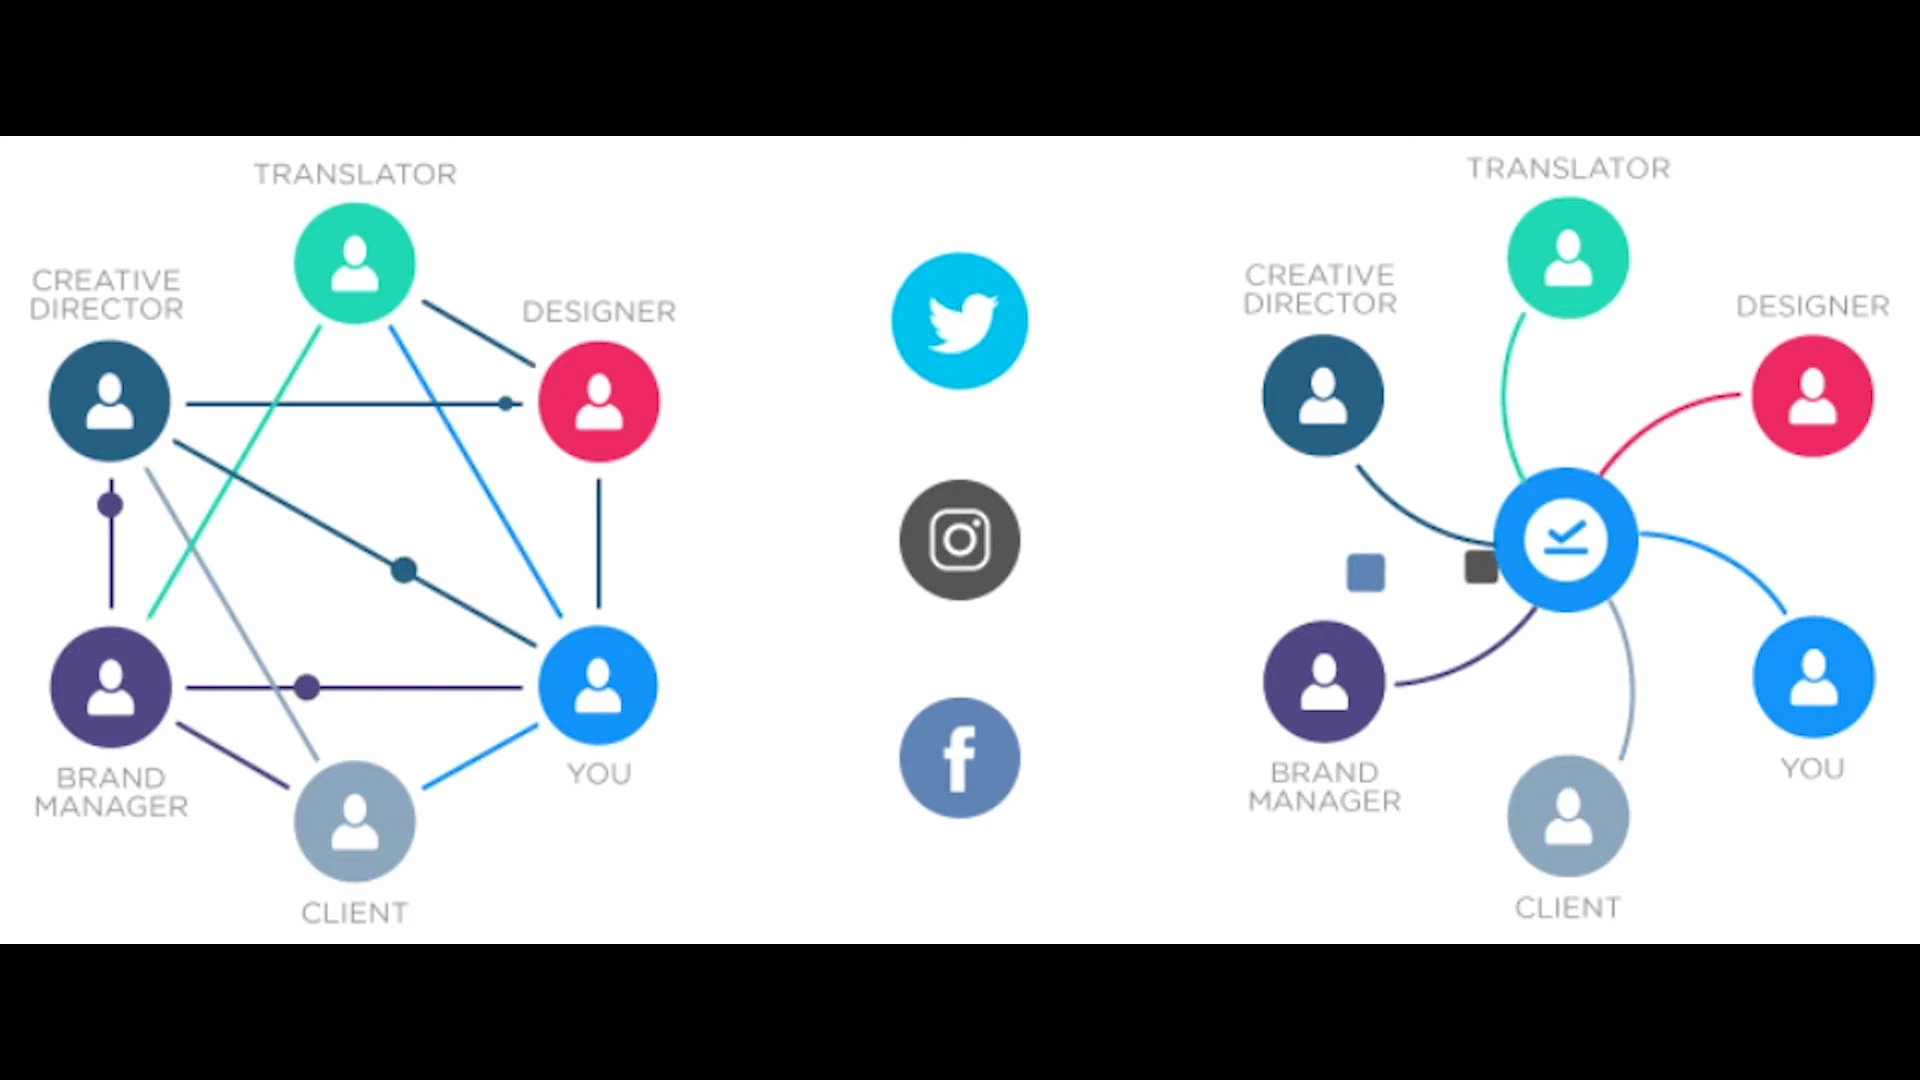 TRANSLATOR
CREATIVE
DIRECTOR
DESIGNER
BRAND
MANAGER
YOU
CLIENT
TRANSLATOR
CREATIVE
DIRECTOR
DESIGNER
BRAND
MANAGER
YOU
CLIENT